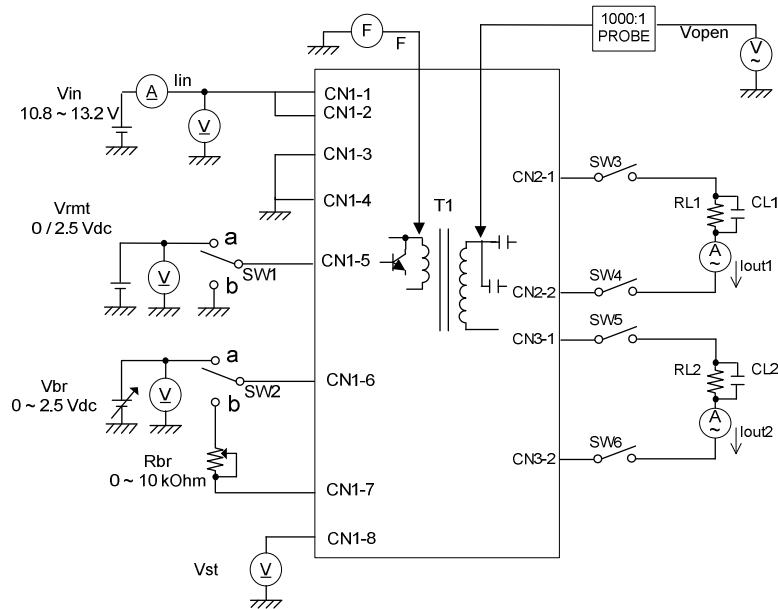 F
F
1000:1
PROBE
Vopen
V
~
Vin
10.8 ~ 13.2 V
A
Iin
V
CN1-1
CN1-2
CN1-3
CN1-4
CN2-1
SW3
RL1
CL1
A
~
Iout1
Vrmt
0 / 2.5 Vdc
V
a
b
SW1
CN1-5
T1
CN2-2
SW4
CN3-1
SW5
RL2
CL2
A
~
Iout2
Vbr
0 ~ 2.5 Vdc
V
a
b
SW2
CN1-6
Rbr
0 ~ 10 kOhm
CN1-7
CN3-2
SW6
CN1-8
Vst
V